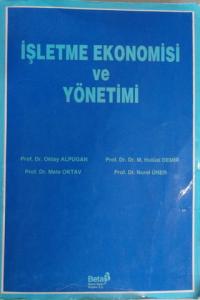 İŞLETME EKONOMİSİ
ve
YÖNETİMİ
Prof. Dr. Oktay ALPUGAN
Prof. Dr. Dr. M. Hulusi DEMİR
Prof. Dr. Mete OKTAV
Prof. Dr. Nurel ÜNER
Beta